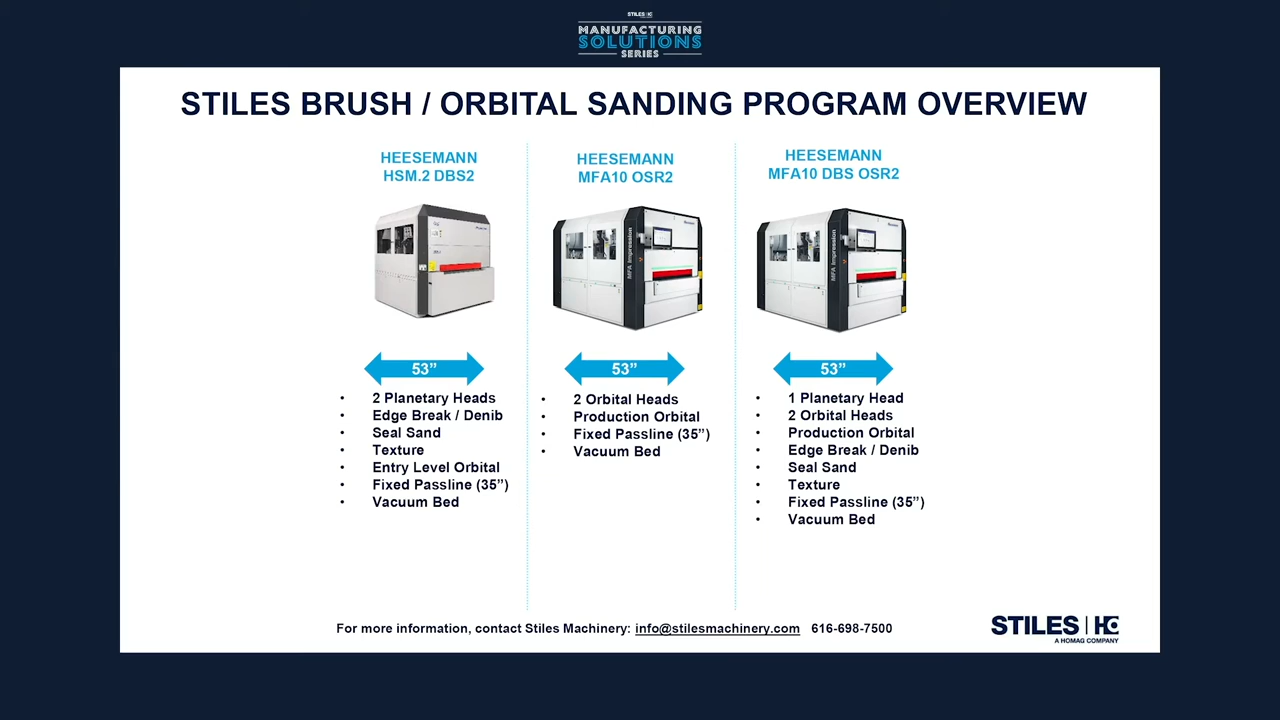 STILES | HC
MANUFACTURING
SOLUTIONS
SERIES
STILES BRUSH / ORBITAL SANDING PROGRAM OVERVIEW
HEESEMANN
HSM.2 DBS2
53”
• 2 Planetary Heads
• Edge Break / Denib
• Seal Sand
• Texture
• Entry Level Orbital
• Fixed Passline (35”)
• Vacuum Bed
HEESEMANN
MFA10 OSR2
MFA Impression
53”
• 2 Orbital Heads
• Production Orbital
• Fixed Passline (35”)
• Vacuum Bed
HEESEMANN
MFA10 DBS OSR2
MFA Impression
53”
• 1 Planetary Head
• 2 Orbital Heads
• Production Orbital
• Edge Break / Denib
• Seal Sand
• Texture
• Fixed Passline (35”)
• Vacuum Bed
For more information, contact Stiles Machinery: info@stilesmachinery.com 616-698-7500
STILES | HC
A HOMAG COMPANY